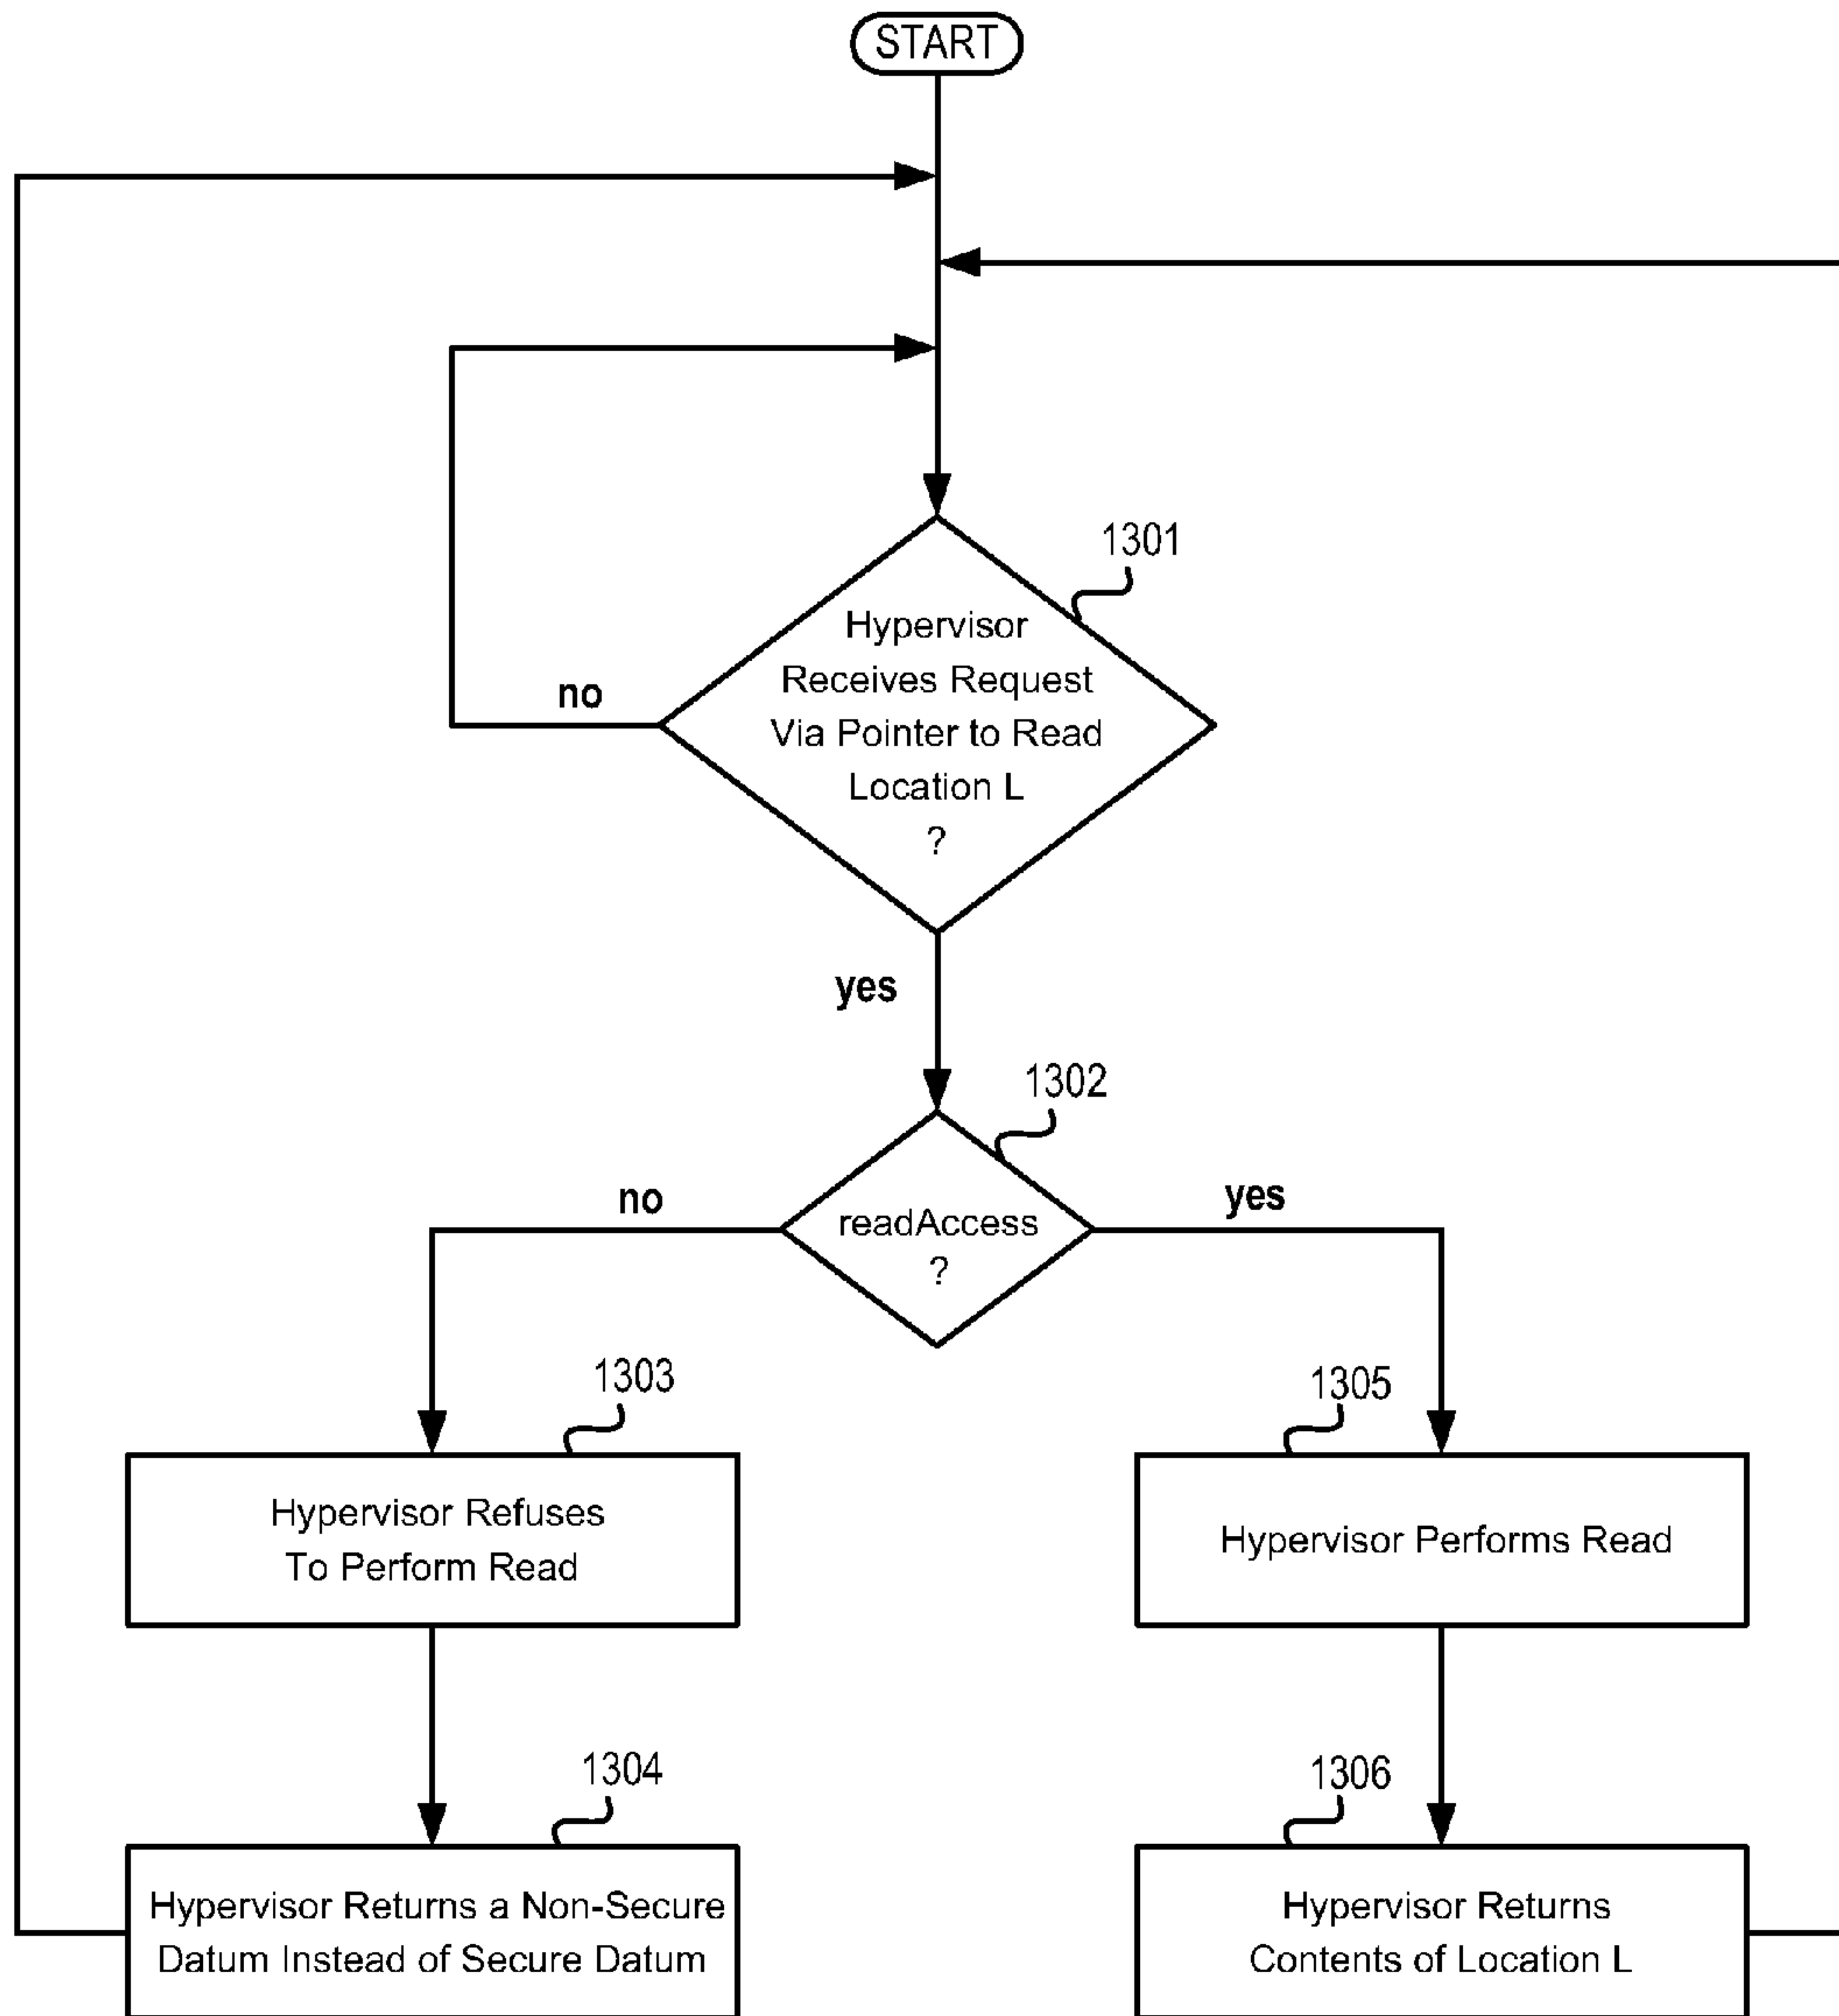 START
1301
Hypervisor
Receives Request
Via Pointer to Read
Location L
?
no
yes
1302
readAccess
?
no
yes
1303
Hypervisor Refuses
To Perform Read
1305
Hypervisor Performs Read
1304
Hypervisor Returns a Non-Secure
Datum Instead of Secure Datum
1306
Hypervisor Returns
Contents of Location L